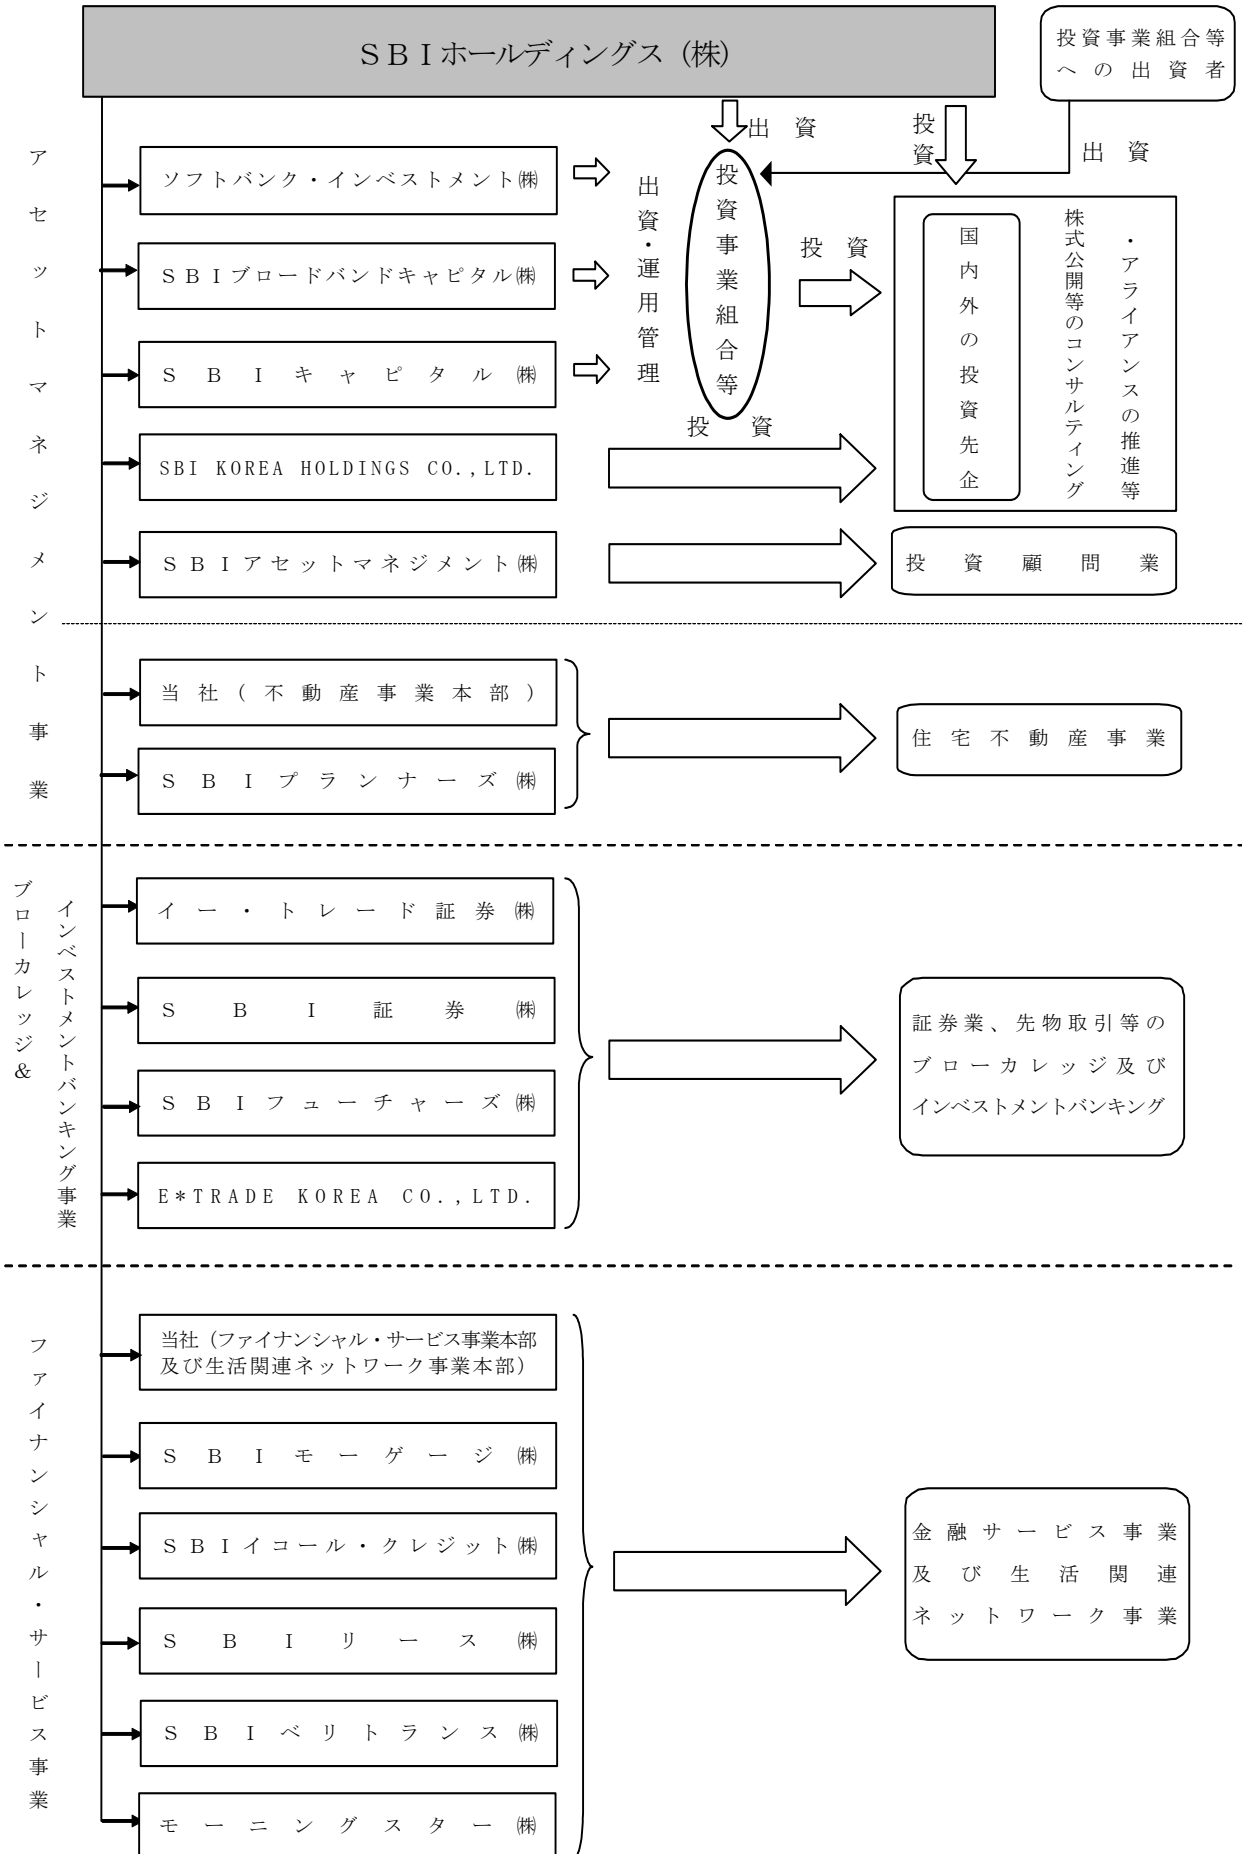 SBIホールディングス(株)
投資事業組合等
への出資者
出資
投資
出資
アセットマネジメント事業
ソフトバンク・インベストメント㈱
SBIブロードバンドキャピタル㈱
SBIキャピタル㈱
SBI KOREA HOLDINGS CO.,LTD.
SBIアセットマネジメント㈱
出資・運用管理
投資事業組合等
投資
投資
国内外の投資先企
株式公開等のコンサルティング
・アライアンスの推進等
投資顧問業
当社(不動産事業本部)
SBIプランナーズ㈱
住宅不動産事業
ブローカレッジ&
インベストメントバンキング事業
イー・トレード証券㈱
SBI証券㈱
SBIフューチャーズ㈱
E*TRADE KOREA CO.,LTD.
証券業、先物取引等の
ブローカレッジ及び
インベストメントバンキング
ファイナンシャル・サービス事業
当社(ファイナンシャル・サービス事業本部
及び生活関連ネットワーク事業本部)
SBIモーゲージ㈱
SBIイコール・クレジット㈱
SBIリース㈱
SBIベリトランス㈱
モーニングスター㈱
金融サービス事業
及び生活関連
ネットワーク事業